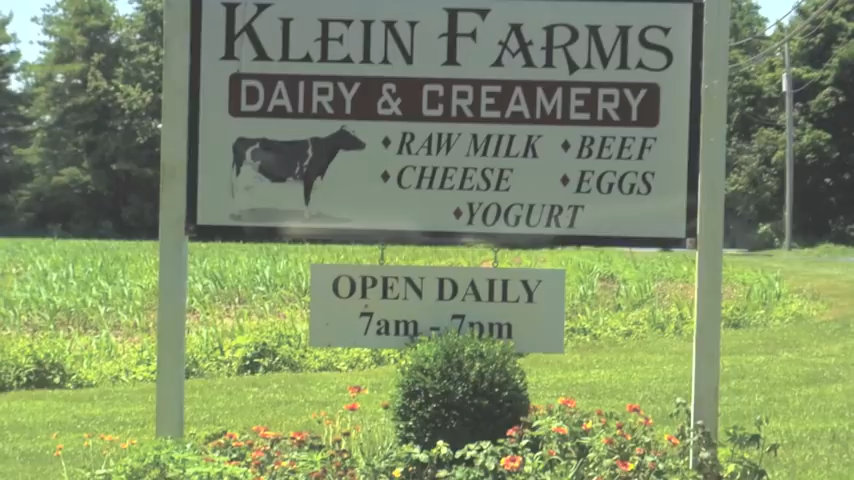 KLEIN FARMS
DAIRY & CREAMERY
♦RAW MILK ♦BEEF
♦CHEESE ♦EGGS
♦YOGURT
OPEN DAILY
7am - 7pm